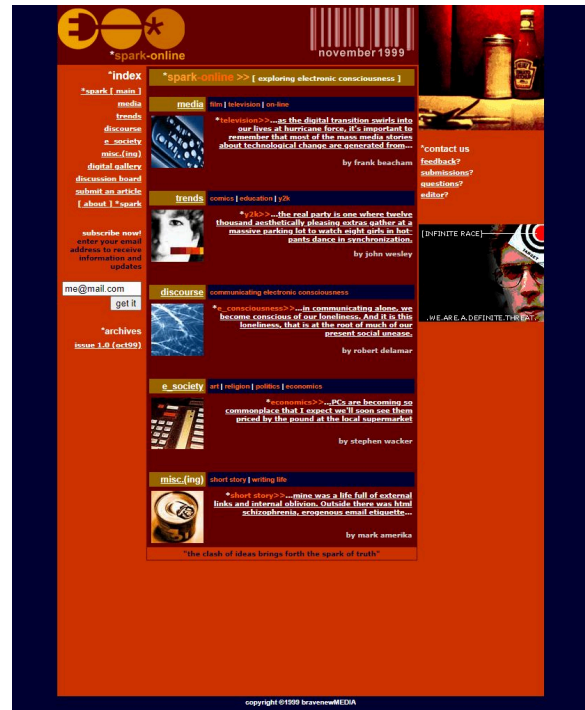 *spark-online
november1999
*index
*spark [ main ]
media
trends
discourse
e_society
misc.(ing)
digital gallery
discussion board
submit an article
[ about ] *spark
subscribe now!
enter your email
address to receive
information and
updates
me@mail.com
get it
*archives
issue 1.0 (oct99)
*spark-online >> [ exploring electronic consciousness ]
media film | television | on-line
*television>>...as the digital transition swirls into
our lives at hurricane force, it's important to
remember that most of the mass media stories
about technological change are generated from...
by frank beacham
trends comics | education | y2k
*y2k>>...the real party is one where twelve
thousand aesthetically pleasing extras gather at a
massive parking lot to watch eight girls in hot-
pants dance in synchronization.
by john wesley
discourse communicating electronic consciousness
*e_consciousness>>...in communicating alone, we
become conscious of our loneliness. And it is this
loneliness, that is at the root of much of our
present social unease.
by robert delamar
e_society art | religion | politics | economics
*economics>>...PCs are becoming so
commonplace that I expect we'll soon see them
priced by the pound at the local supermarket
by stephen wacker
misc.(ing) short story | writing life
*short story>>...mine was a life full of external
links and internal oblivion. Outside there was html
schizophrenia, erogenous email etiquette...
by mark amerika
"the clash of ideas brings forth the spark of truth"
*contact us
feedback?
submissions?
questions?
editor?
[INFINITE RACE]
TARGET
.WE.ARE.A.DEFINITE.THREAT.
copyright ©1999 bravenewMEDIA